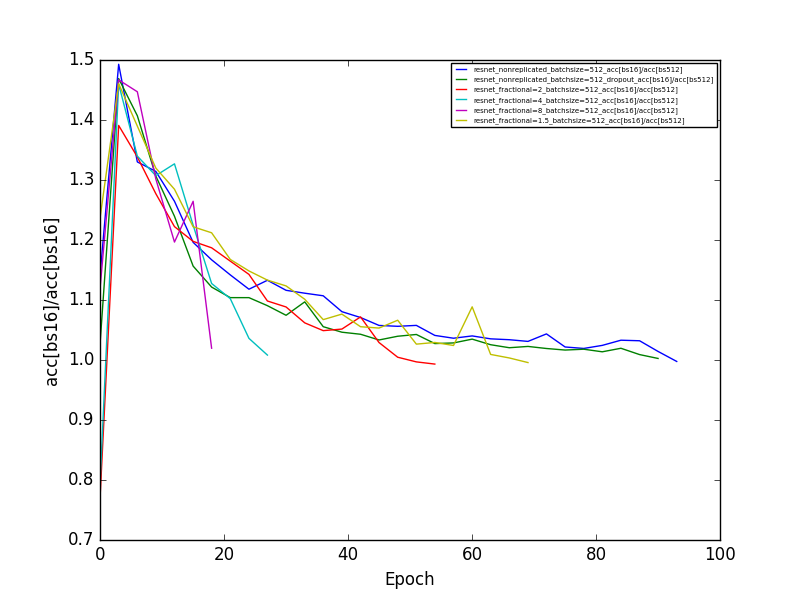 1.5
1.4
1.3
1.2
1.1
1.0
0.9
0.8
0.7
acc[bs16]/acc[bs16]
resnet_nonreplicated_batchsize=512_acc[bs16]/acc[bs512]
resnet_nonreplicated_batchsize=512_dropout_acc[bs16]/acc[bs512]
resnet_fractional=2_batchsize=512_acc[bs16]/acc[bs512]
resnet_fractional=4_batchsize=512_acc[bs16]/acc[bs512]
resnet_fractional=8_batchsize=512_acc[bs16]/acc[bs512]
resnet_fractional=1.5_batchsize=512_acc[bs16]/acc[bs512]
0 20 40 60 80 100
Epoch